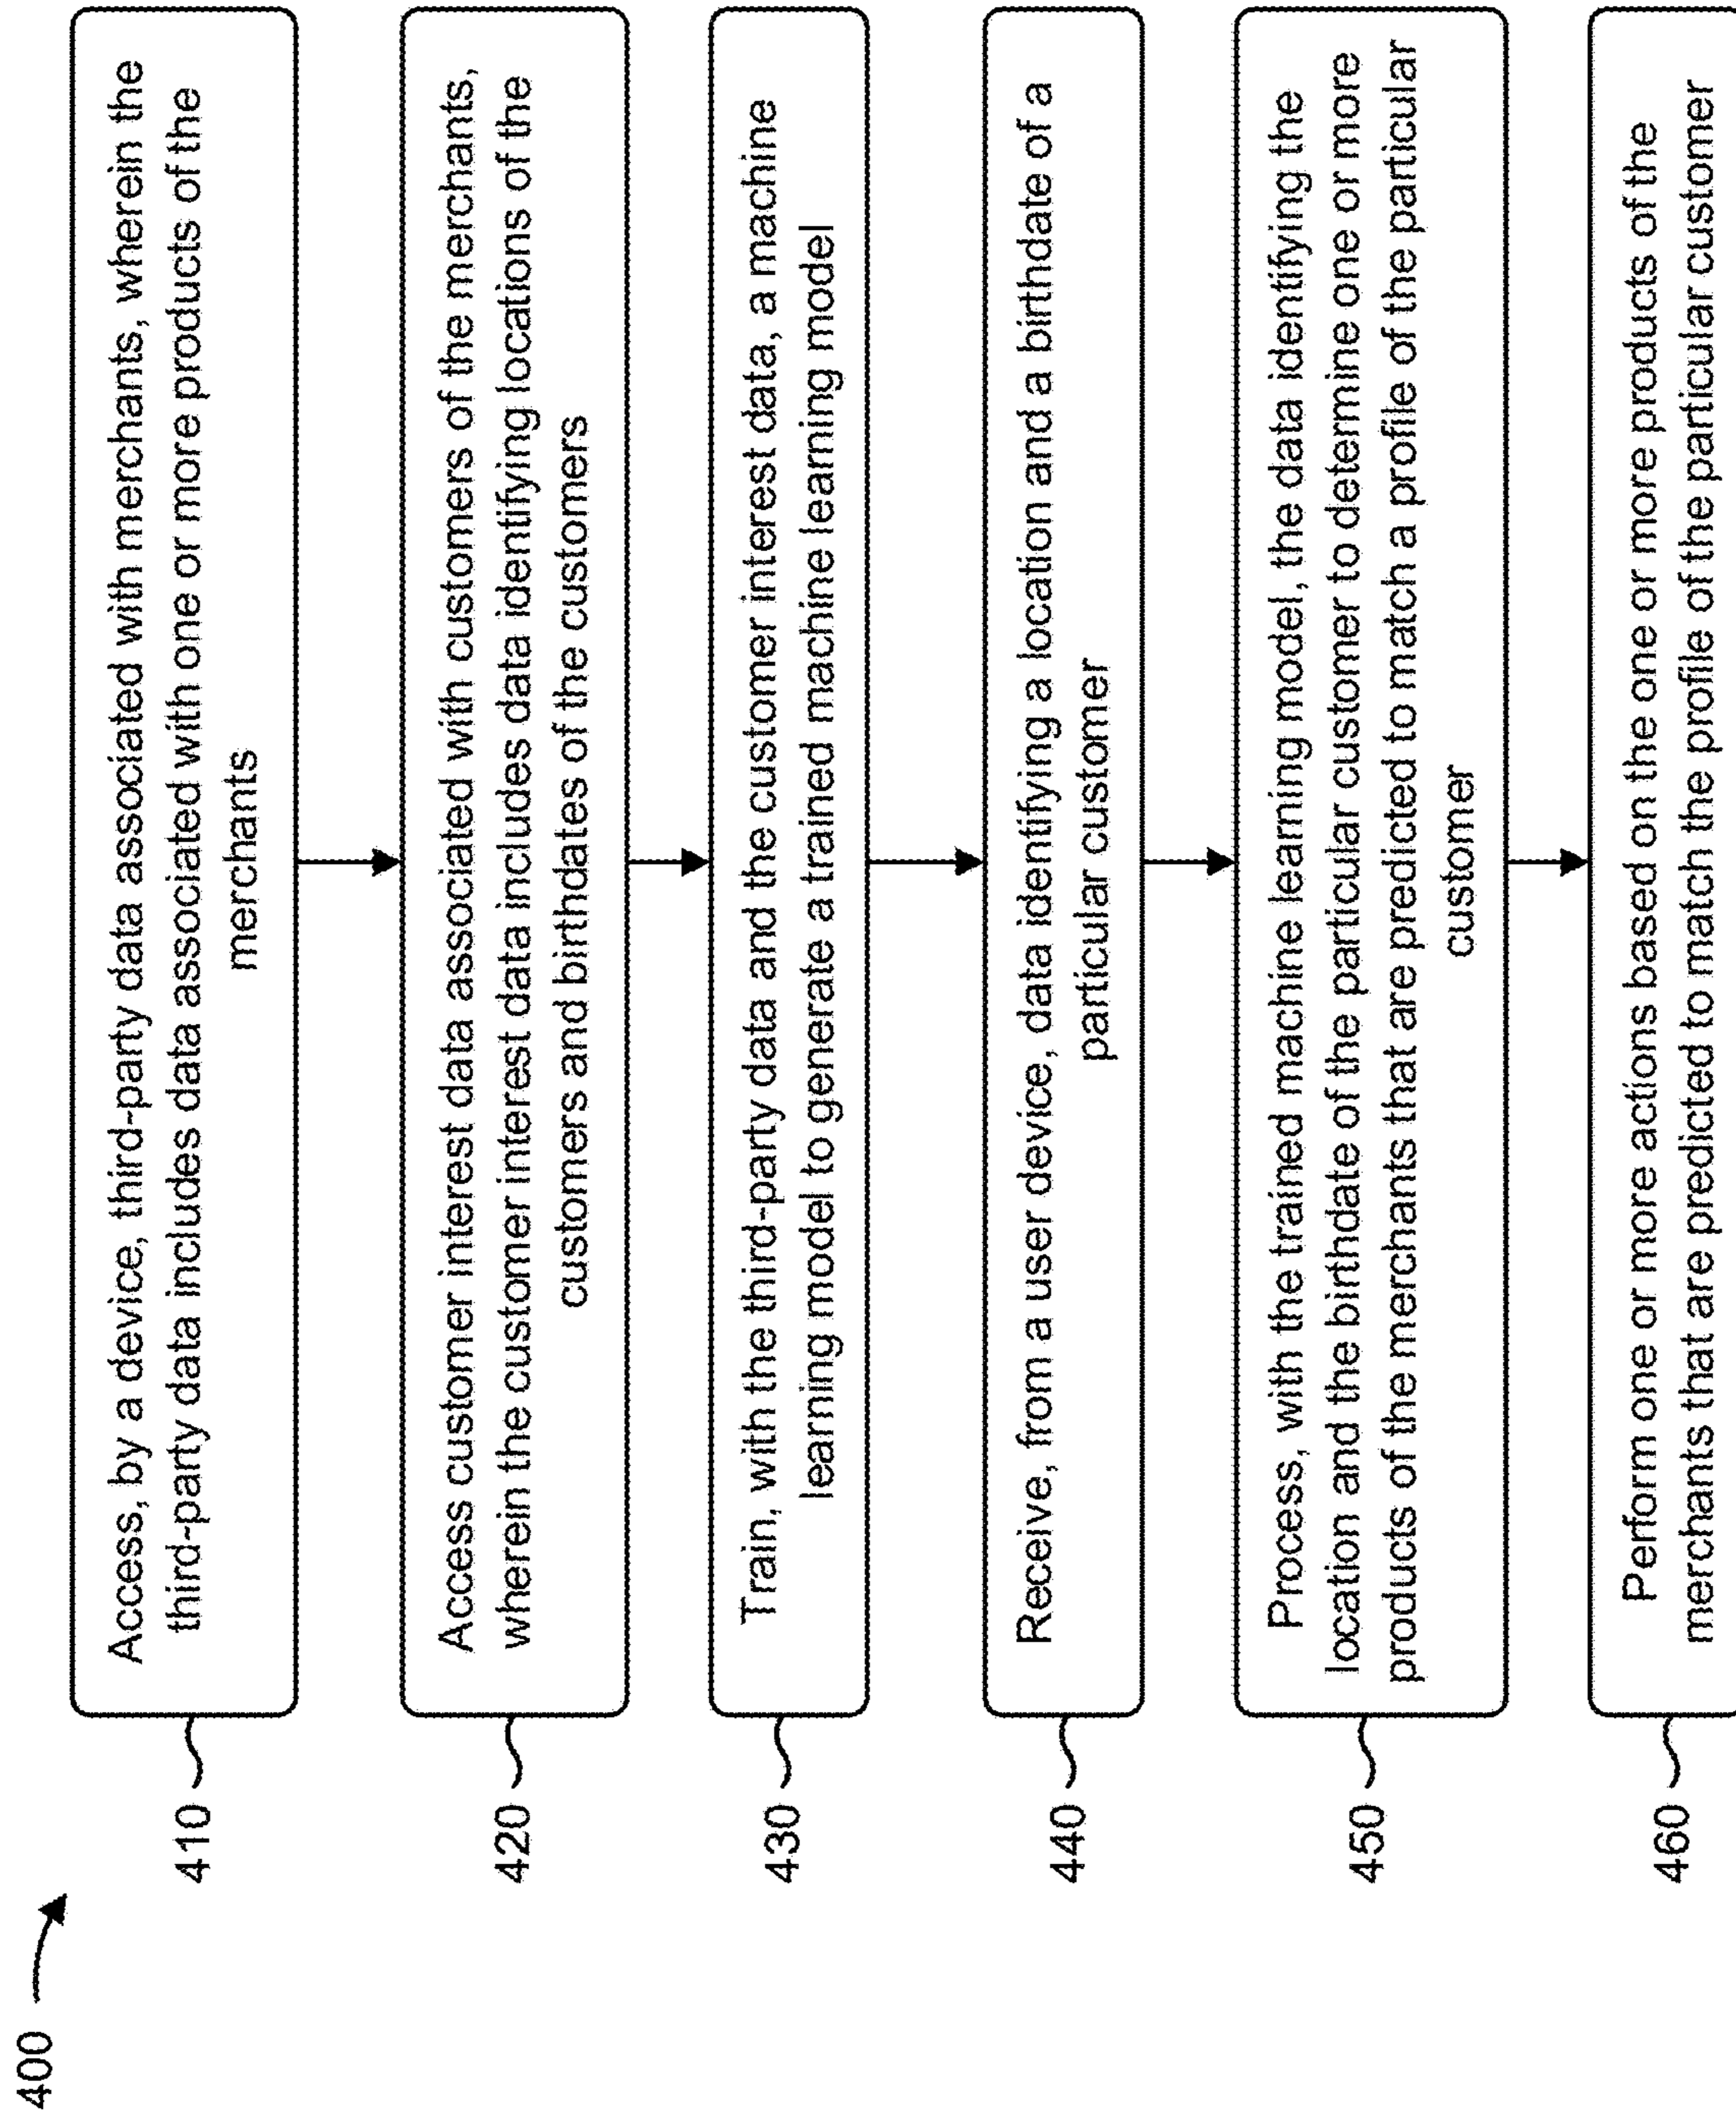 400
410
Access, by a device, third-party data associated with merchants, wherein the
third-party data includes data associated with one or more products of the
merchants
420
Access customer interest data associated with customers of the merchants,
wherein the customer interest data includes data identifying locations of the
customers and birthdates of the customers
430
Train, with the third-party data and the customer interest data, a machine
learning model to generate a trained machine learning model
440
Receive, from a user device, data identifying a location and a birthdate of a
particular customer
450
Process, with the trained machine learning model, the data identifying the
location and the birthdate of the particular customer to determine one or more
products of the merchants that are predicted to match a profile of the particular
customer
460
Perform one or more actions based on the one or more products of the
merchants that are predicted to match the profile of the particular customer